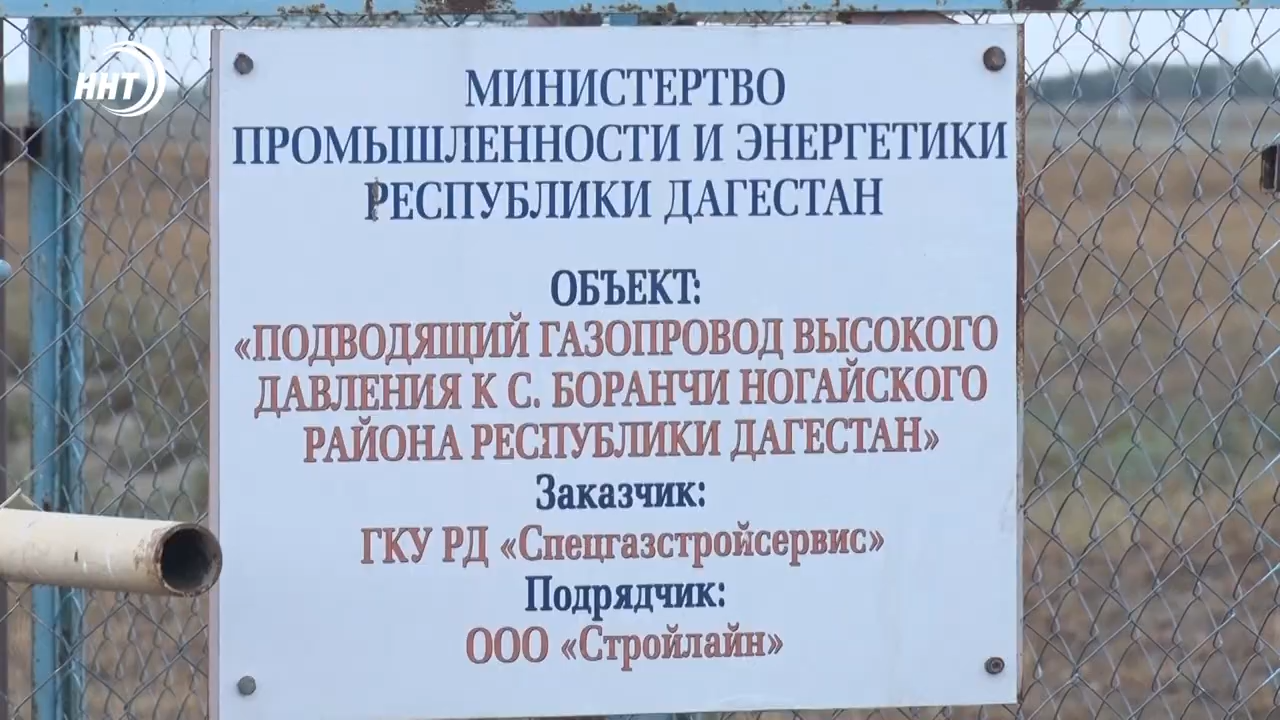 ННТ
МИНИСТЕРТВО
ПРОМЫШЛЕННОСТИ И ЭНЕРГЕТИКИ
РЕСПУБЛИКИ ДАГЕСТАН
ОБЪЕКТ:
«ПОДВОДЯЩИЙ ГАЗОПРОВОД ВЫСОКОГО
ДАВЛЕНИЯ К С. БОРАНЧИ НОГАЙСКОГО
РАЙОНА РЕСПУБЛИКИ ДАГЕСТАН»
Заказчик:
ГКУ РД «Спецгазстройсервис»
Подрядчик:
ООО «Стройлайн»